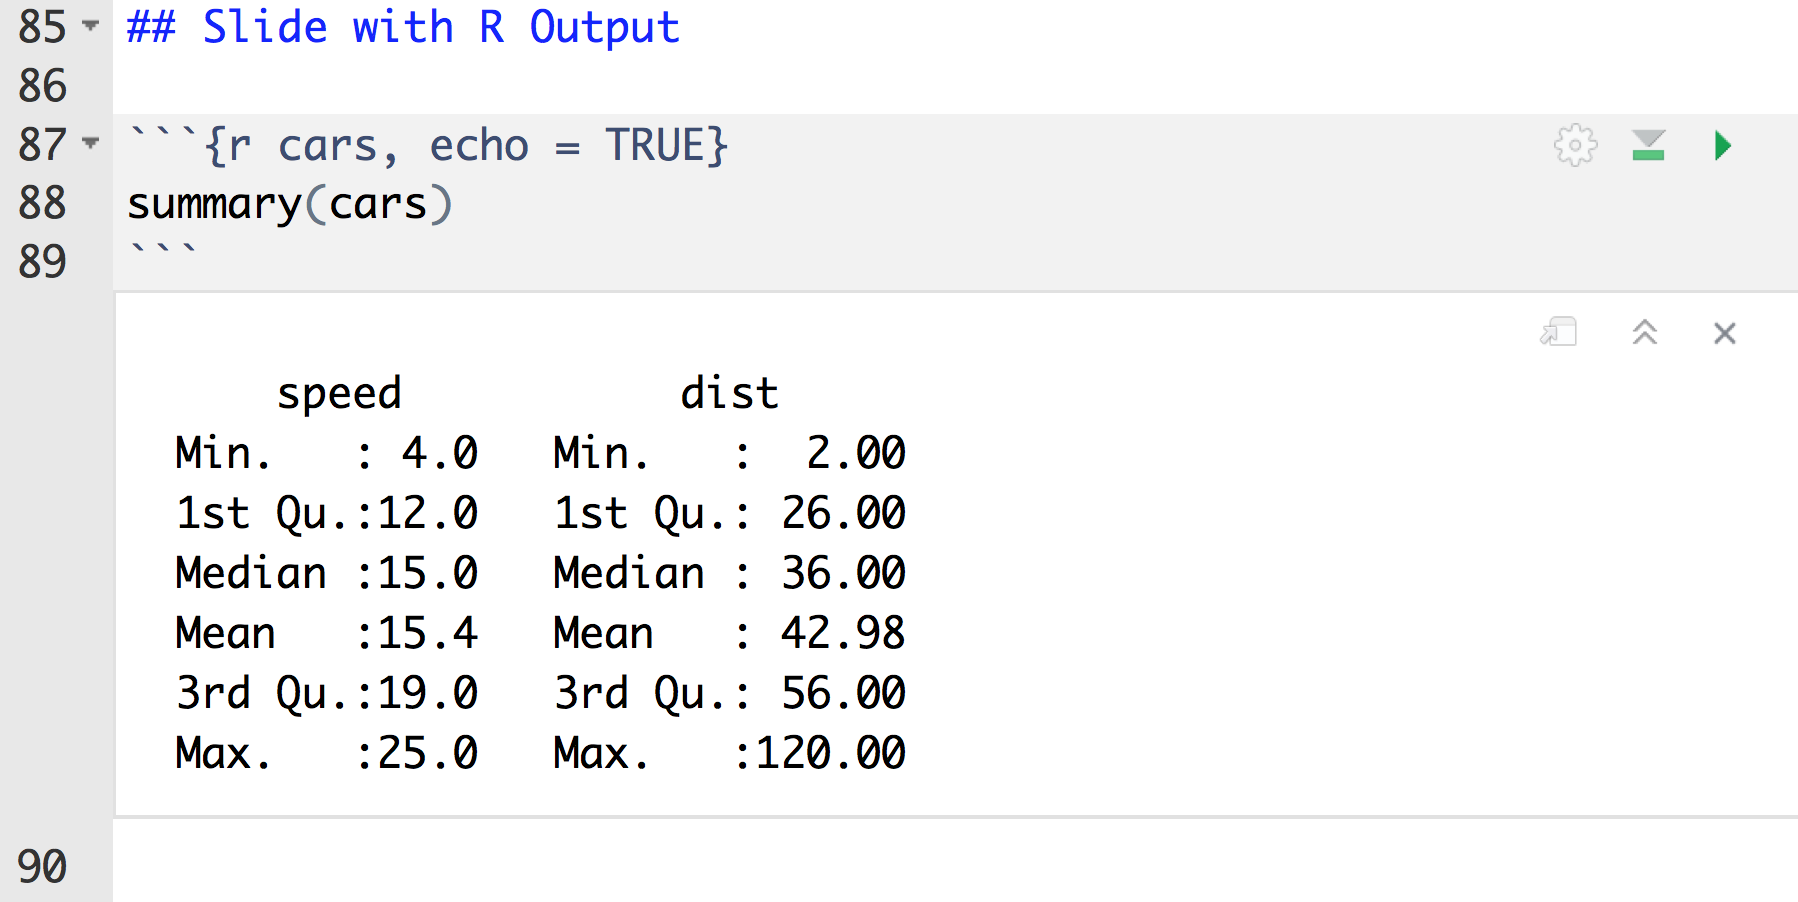 85 ## Slide with R Output
86
87 ```{r cars, echo = TRUE}
88 summary(cars)
89 ```
     speed           dist
 Min.   : 4.0   Min.   :  2.00
 1st Qu.:12.0   1st Qu.: 26.00
 Median :15.0   Median : 36.00
 Mean   :15.4   Mean   : 42.98
 3rd Qu.:19.0   3rd Qu.: 56.00
 Max.   :25.0   Max.   :120.00
90